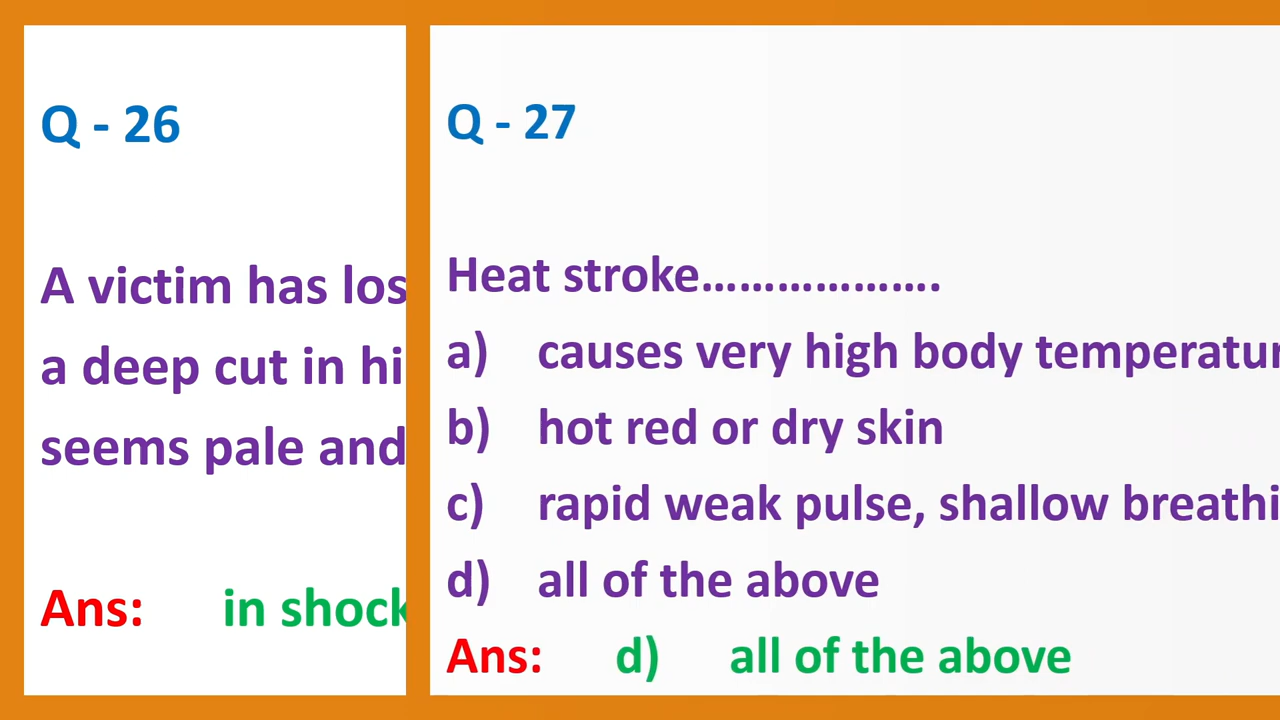 Q - 26
A victim has los
a deep cut in hi
seems pale and
Ans: in shock
Q - 27
Heat stroke……………….
a) causes very high body temperatur
b) hot red or dry skin
c) rapid weak pulse, shallow breathi
d) all of the above
Ans: d) all of the above